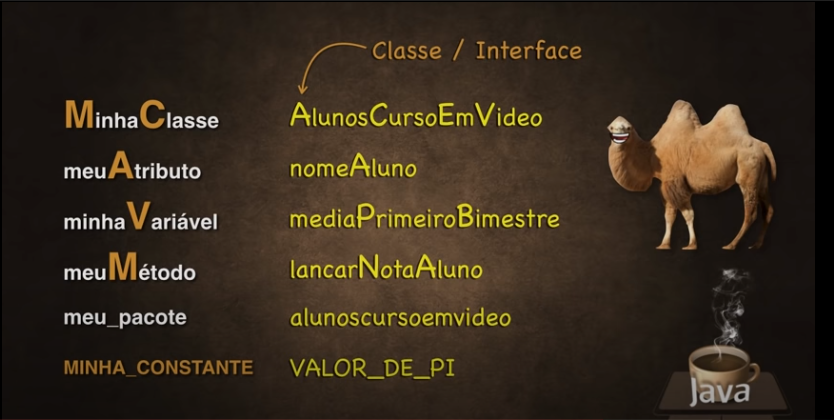 Classe / Interface
MinhaClasse AlunosCursoEmVideo
meuAtributo nomeAluno
minhaVariável mediaPrimeiroBimestre
meuMétodo lancarNotaAluno
meu_pacote alunoscursoemvideo
MINHA_CONSTANTE VALOR_DE_PI
Java